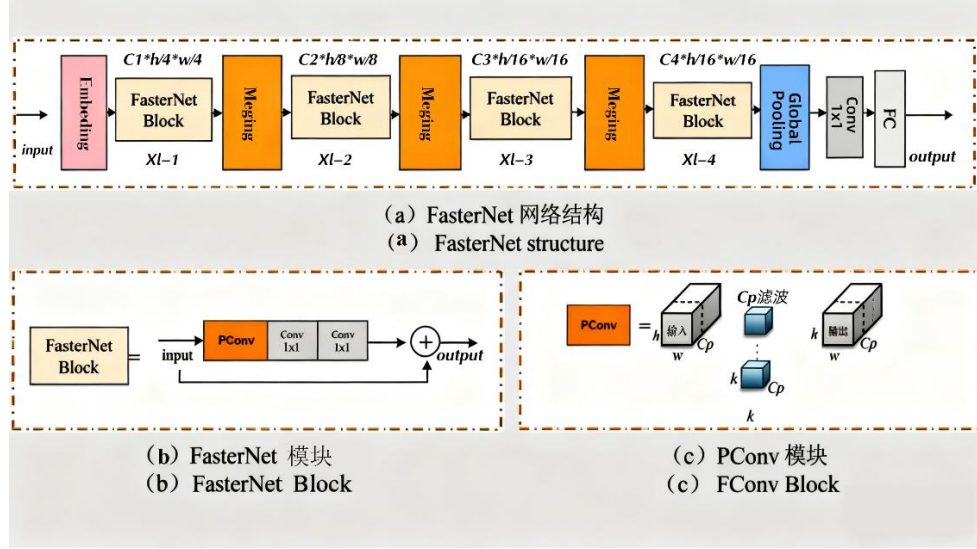 C1*h/4*w/4
C2*h/8*w/8
C3*h/16*w/16
C4*h/16*w/16
input
Embeding
FasterNet
Block
Xl-1
Meging
FasterNet
Block
Xl-2
Meging
FasterNet
Block
Xl-3
Meging
FasterNet
Block
Xl-4
Global
Pooling
Conv
1x1
FC
output
(a) FasterNet 网络结构
(a) FasterNet structure
FasterNet
Block
=
input
PConv
Conv
1x1
Conv
1x1
+
output
(b) FasterNet 模块
(b) FasterNet Block
PConv
=
h
输入
w
Cp
Cp滤波
k
Cp
k
k
输出
w
Cp
(c) PConv 模块
(c) FConv Block